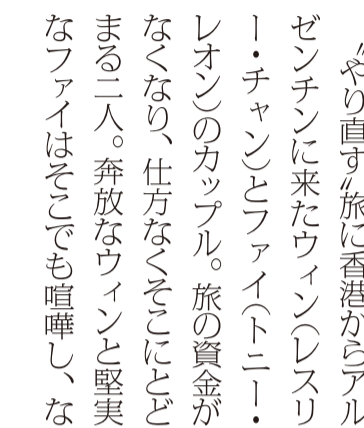 〝やり直す〟旅に香港からアル
ゼンチンに来たウィン(レスリ
ー・チャン)とファイ(トニー・
レオン)のカップル。旅の資金が
なくなり、仕方なくそこにとど
まる二人。奔放なウィンと堅実
なファイはそこでも喧嘩し、な